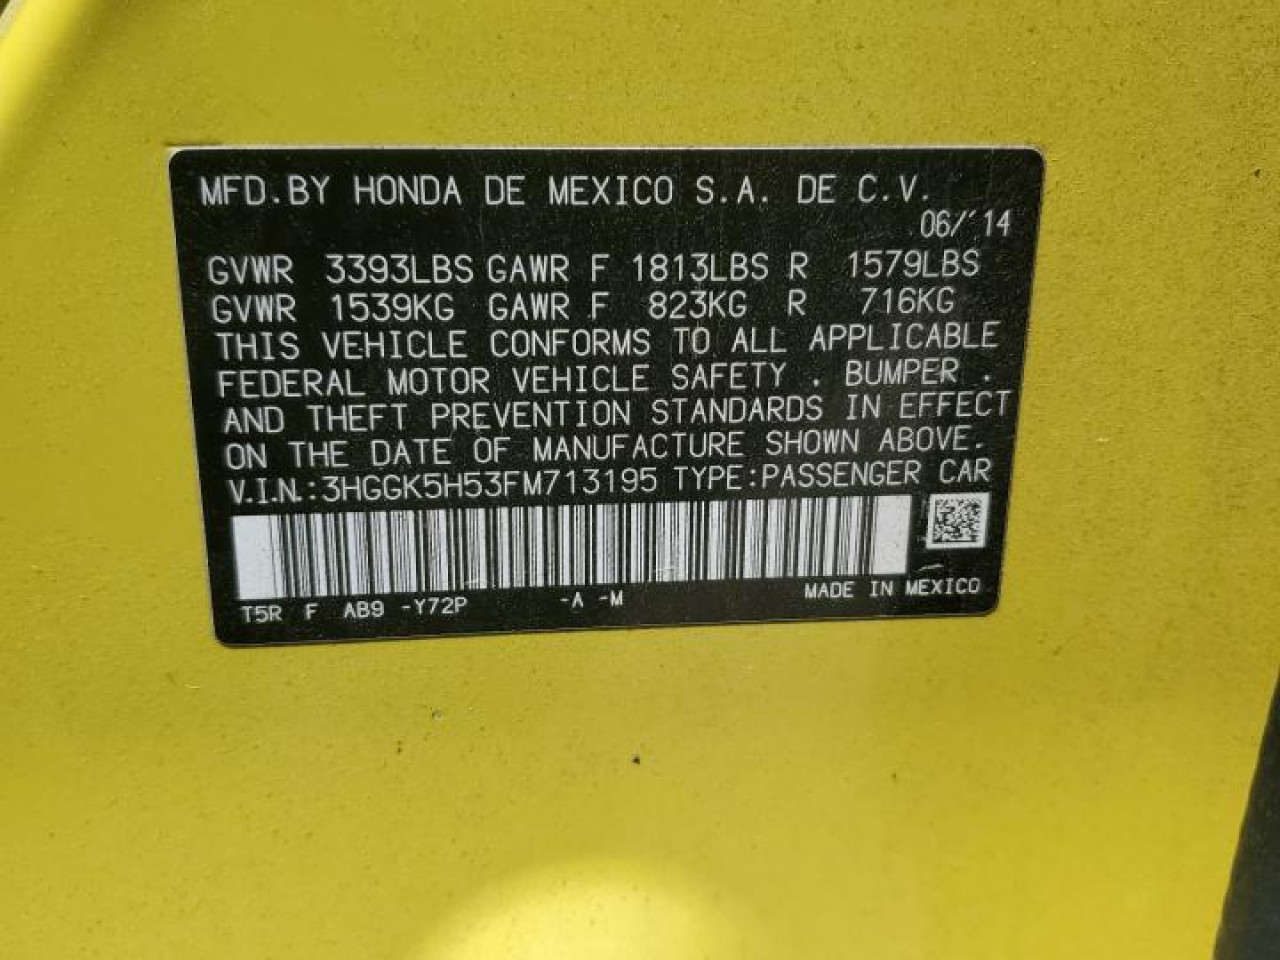 MFD.BY HONDA DE MEXICO S.A. DE C.V.
06/'14
GVWR 3393LBS GAWR F 1813LBS R 1579LBS
GVWR 1539KG GAWR F 823KG R 716KG
THIS VEHICLE CONFORMS TO ALL APPLICABLE
FEDERAL MOTOR VEHICLE SAFETY . BUMPER .
AND THEFT PREVENTION STANDARDS IN EFFECT
ON THE DATE OF MANUFACTURE SHOWN ABOVE.
V.I.N.:3HGGK5H53FM713195 TYPE:PASSENGER CAR
T5R F AB9 -Y72P -A -M MADE IN MEXICO